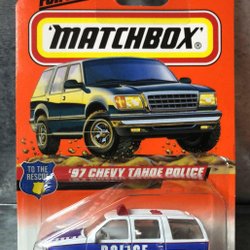 MATCHBOX
'97 CHEVY TAHOE POLICE
TO THE
RESCUE
POLICE